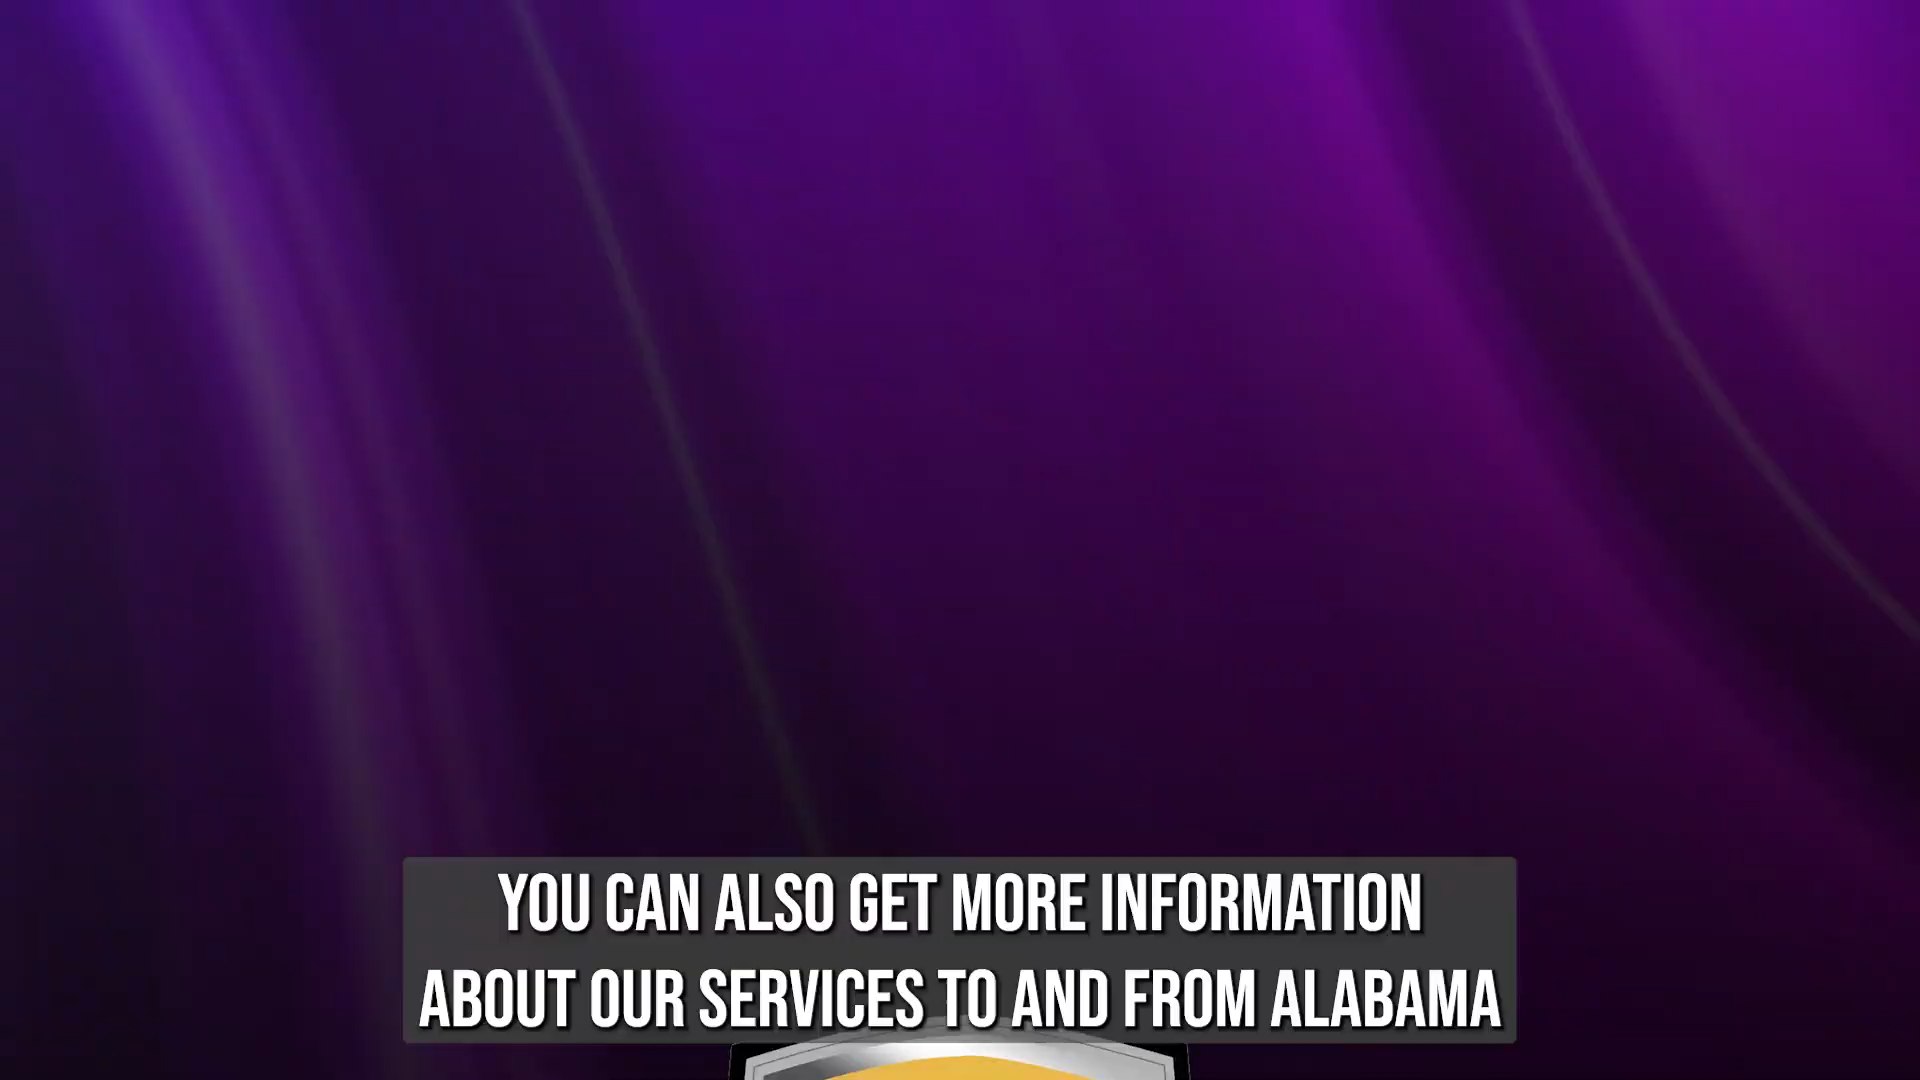 YOU CAN ALSO GET MORE INFORMATION
ABOUT OUR SERVICES TO AND FROM ALABAMA